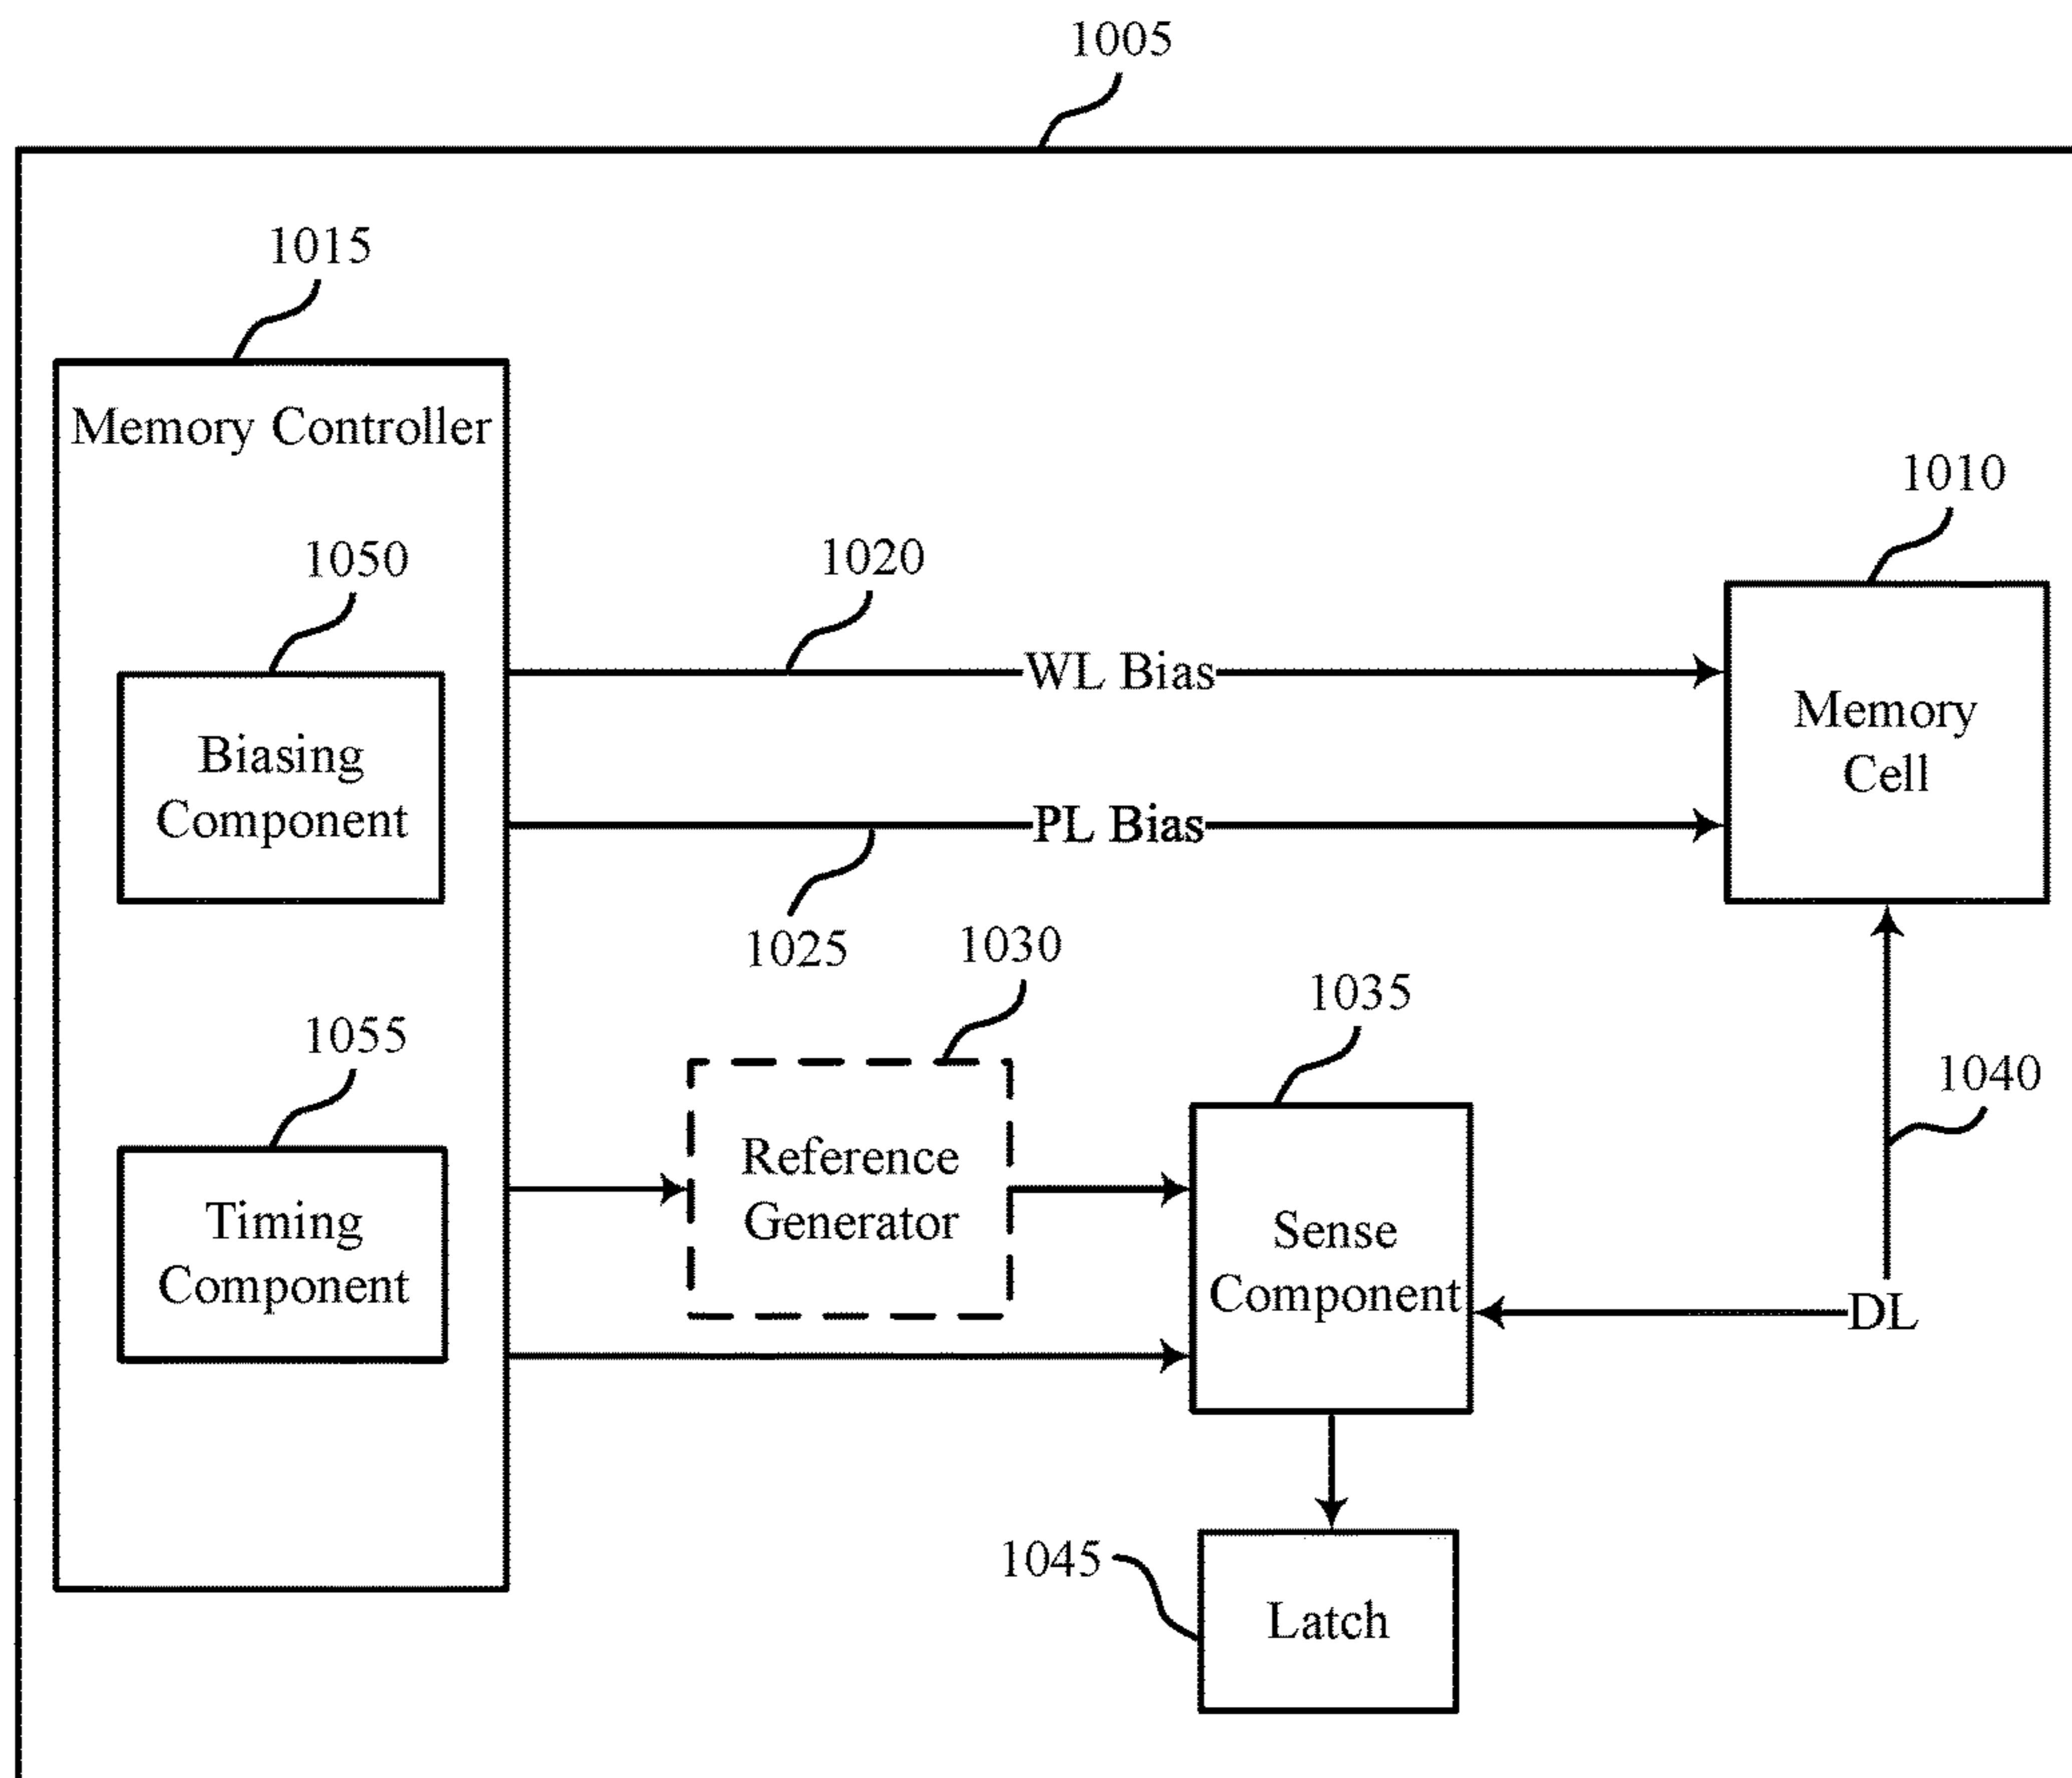 1005
1015
Memory Controller
1010
1050
1020
WL Bias
Memory
Cell
Biasing
Component
PL Bias
1025
1030
1035
1055
1040
Reference
Generator
Timing
Component
Sense
Component
DL
1045
Latch